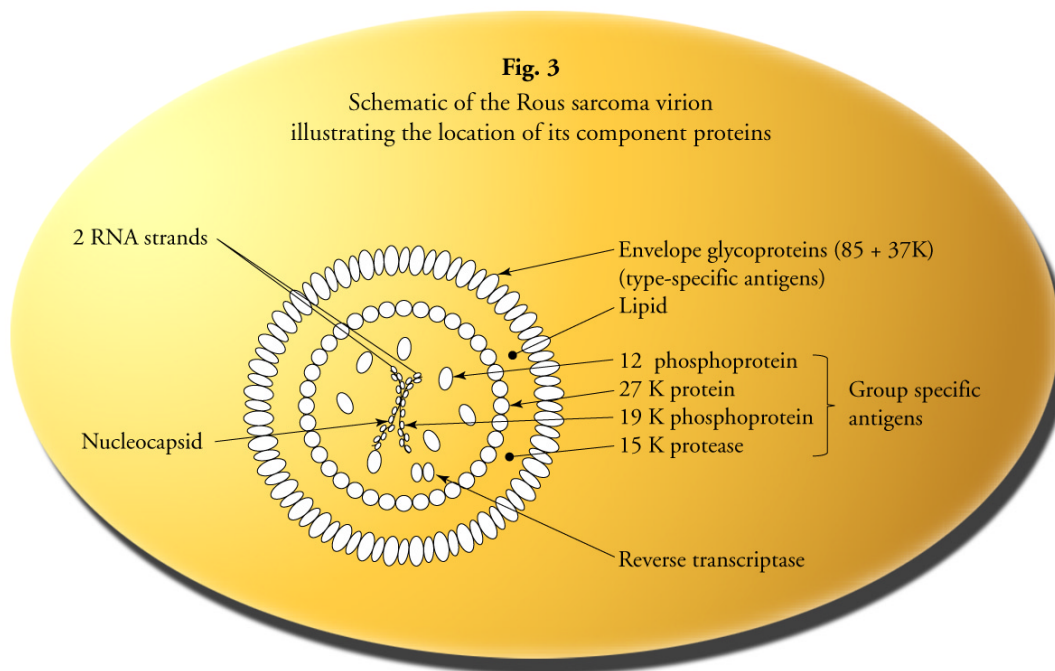 Fig. 3
Schematic of the Rous sarcoma virion
illustrating the location of its component proteins
2 RNA strands
Nucleocapsid
Envelope glycoproteins (85 + 37K)
(type-specific antigens)
Lipid
12 phosphoprotein
27 K protein
19 K phosphoprotein
15 K protease
Group specific
antigens
Reverse transcriptase